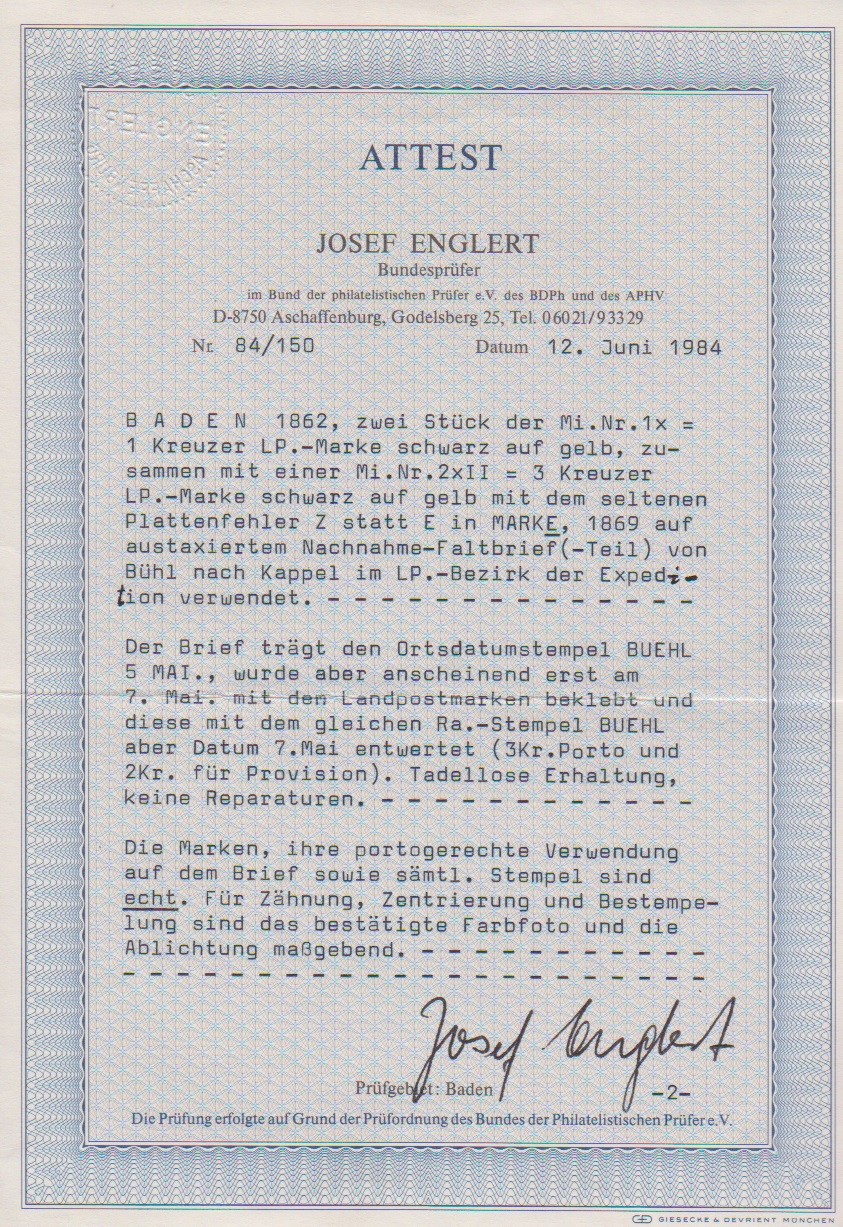 ENGLERT
ASCHAFFENBURG
ATTEST
JOSEF ENGLERT
Bundesprüfer
im Bund der philatelistischen Prüfer e.V. des BDPh und des APHV
D-8750 Aschaffenburg, Godelsberg 25, Tel. 06021/93329
Nr. 84/150 Datum 12. Juni 1984
B A D E N 1862, zwei Stück der Mi.Nr.1x =
1 Kreuzer LP.-Marke schwarz auf gelb, zu-
sammen mit einer Mi.Nr.2xII = 3 Kreuzer
LP.-Marke schwarz auf gelb mit dem seltenen
Plattenfehler Z statt E in MARKE, 1869 auf
austaxiertem Nachnahme-Faltbrief(-Teil) von
Bühl nach Kappel im LP.-Bezirk der Expedi-
tion verwendet. - - - - - - - - - - - - - -
Der Brief trägt den Ortsdatumstempel BUEHL
5 MAI., wurde aber anscheinend erst am
7. Mai. mit den Landpostmarken beklebt und
diese mit dem gleichen Ra.-Stempel BUEHL
aber Datum 7.Mai entwertet (3Kr.Porto und
2Kr. für Provision). Tadellose Erhaltung,
keine Reparaturen. - - - - - - - - - - - -
Die Marken, ihre portogerechte Verwendung
auf dem Brief sowie sämtl. Stempel sind
echt. Für Zähnung, Zentrierung und Bestempe-
lung sind das bestätigte Farbfoto und die
Ablichtung maßgebend. - - - - - - - - - - -
- - - - - - - - - - - - - - - - - - - - - -
Josef Englert
Prüfgebiet: Baden -2-
Die Prüfung erfolgte auf Grund der Prüfordnung des Bundes der Philatelistischen Prüfer e.V.
GIESECKE & DEVRIENT MÜNCHEN